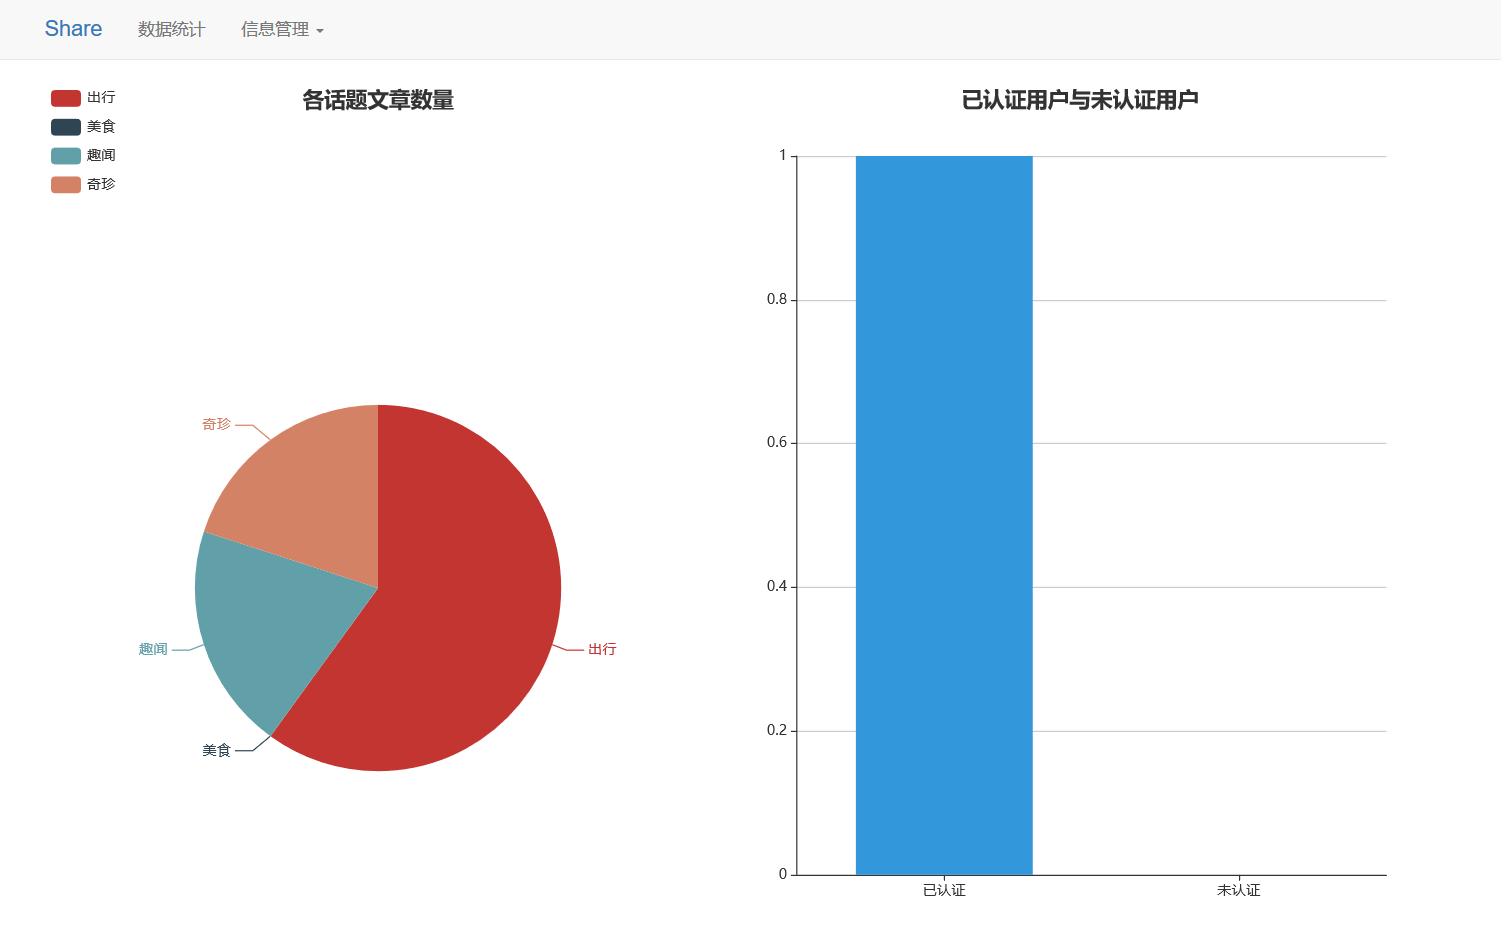 Share 数据统计 信息管理
出行
美食
趣闻
奇珍
各话题文章数量
奇珍
趣闻
美食
出行
已认证用户与未认证用户
1
0.8
0.6
0.4
0.2
0
已认证 未认证